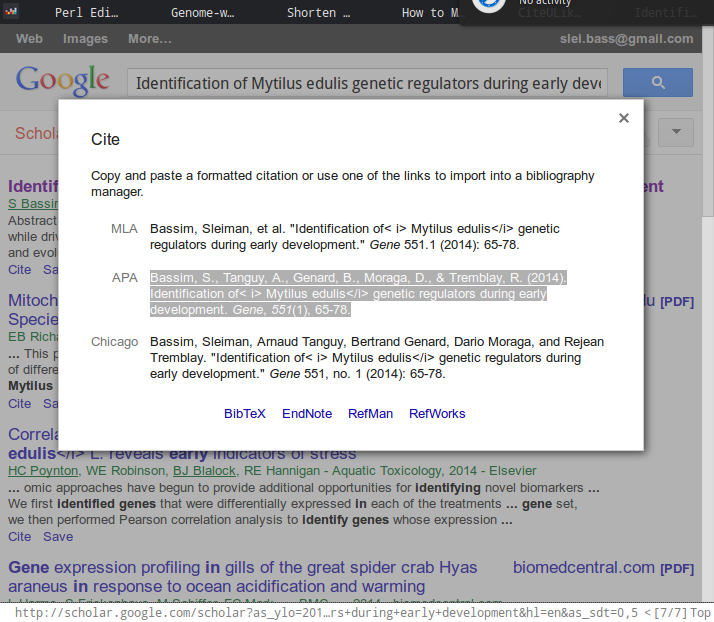 Perl Edi… Genome-w… Shorten … How to M No activity CiteULik… Identifi…
Web Images More… slel.bass@gmail.com
Google Identification of Mytilus edulis genetic regulators during early deve
Schol
Cite
Copy and paste a formatted citation or use one of the links to import into a bibliography
manager.
MLA Bassim, Sleiman, et al. "Identification of< i> Mytilus edulis</i> genetic
regulators during early development." Gene 551.1 (2014): 65-78.
APA Bassim, S., Tanguy, A., Genard, B., Moraga, D., & Tremblay, R. (2014).
Identification of< i> Mytilus edulis</i> genetic regulators during early
development. Gene, 551(1), 65-78.
Chicago Bassim, Sleiman, Arnaud Tanguy, Bertrand Genard, Dario Moraga, and Rejean
Tremblay. "Identification of< i> Mytilus edulis</i> genetic regulators during
early development." Gene 551, no. 1 (2014): 65-78.
BibTeX EndNote RefMan RefWorks
Identif ent
S Bassim
Abstract
while driv
and evol
Cite Sa
Mitoch du [PDF]
Specie
EB Richa
... This p
of differe
Mytilus
Cite Sa
Correla
edulis</i> L. reveals early indicators of stress
HC Poynton, WE Robinson, BJ Blalock, RE Hannigan - Aquatic Toxicology, 2014 - Elsevier
... omic approaches have begun to provide additional opportunities for identifying novel biomarkers ...
We first identified genes that were differentially expressed in each of the treatments ... gene set,
we then performed Pearson correlation analysis to identify genes whose expression ...
Cite Save
Gene expression profiling in gills of the great spider crab Hyas biomedcentral.com [PDF]
araneus in response to ocean acidification and warming
http://scholar.google.com/scholar?as_ylo=201…rs+during+early+development&hl=en&as_sdt=0,5 <[7/7] Top